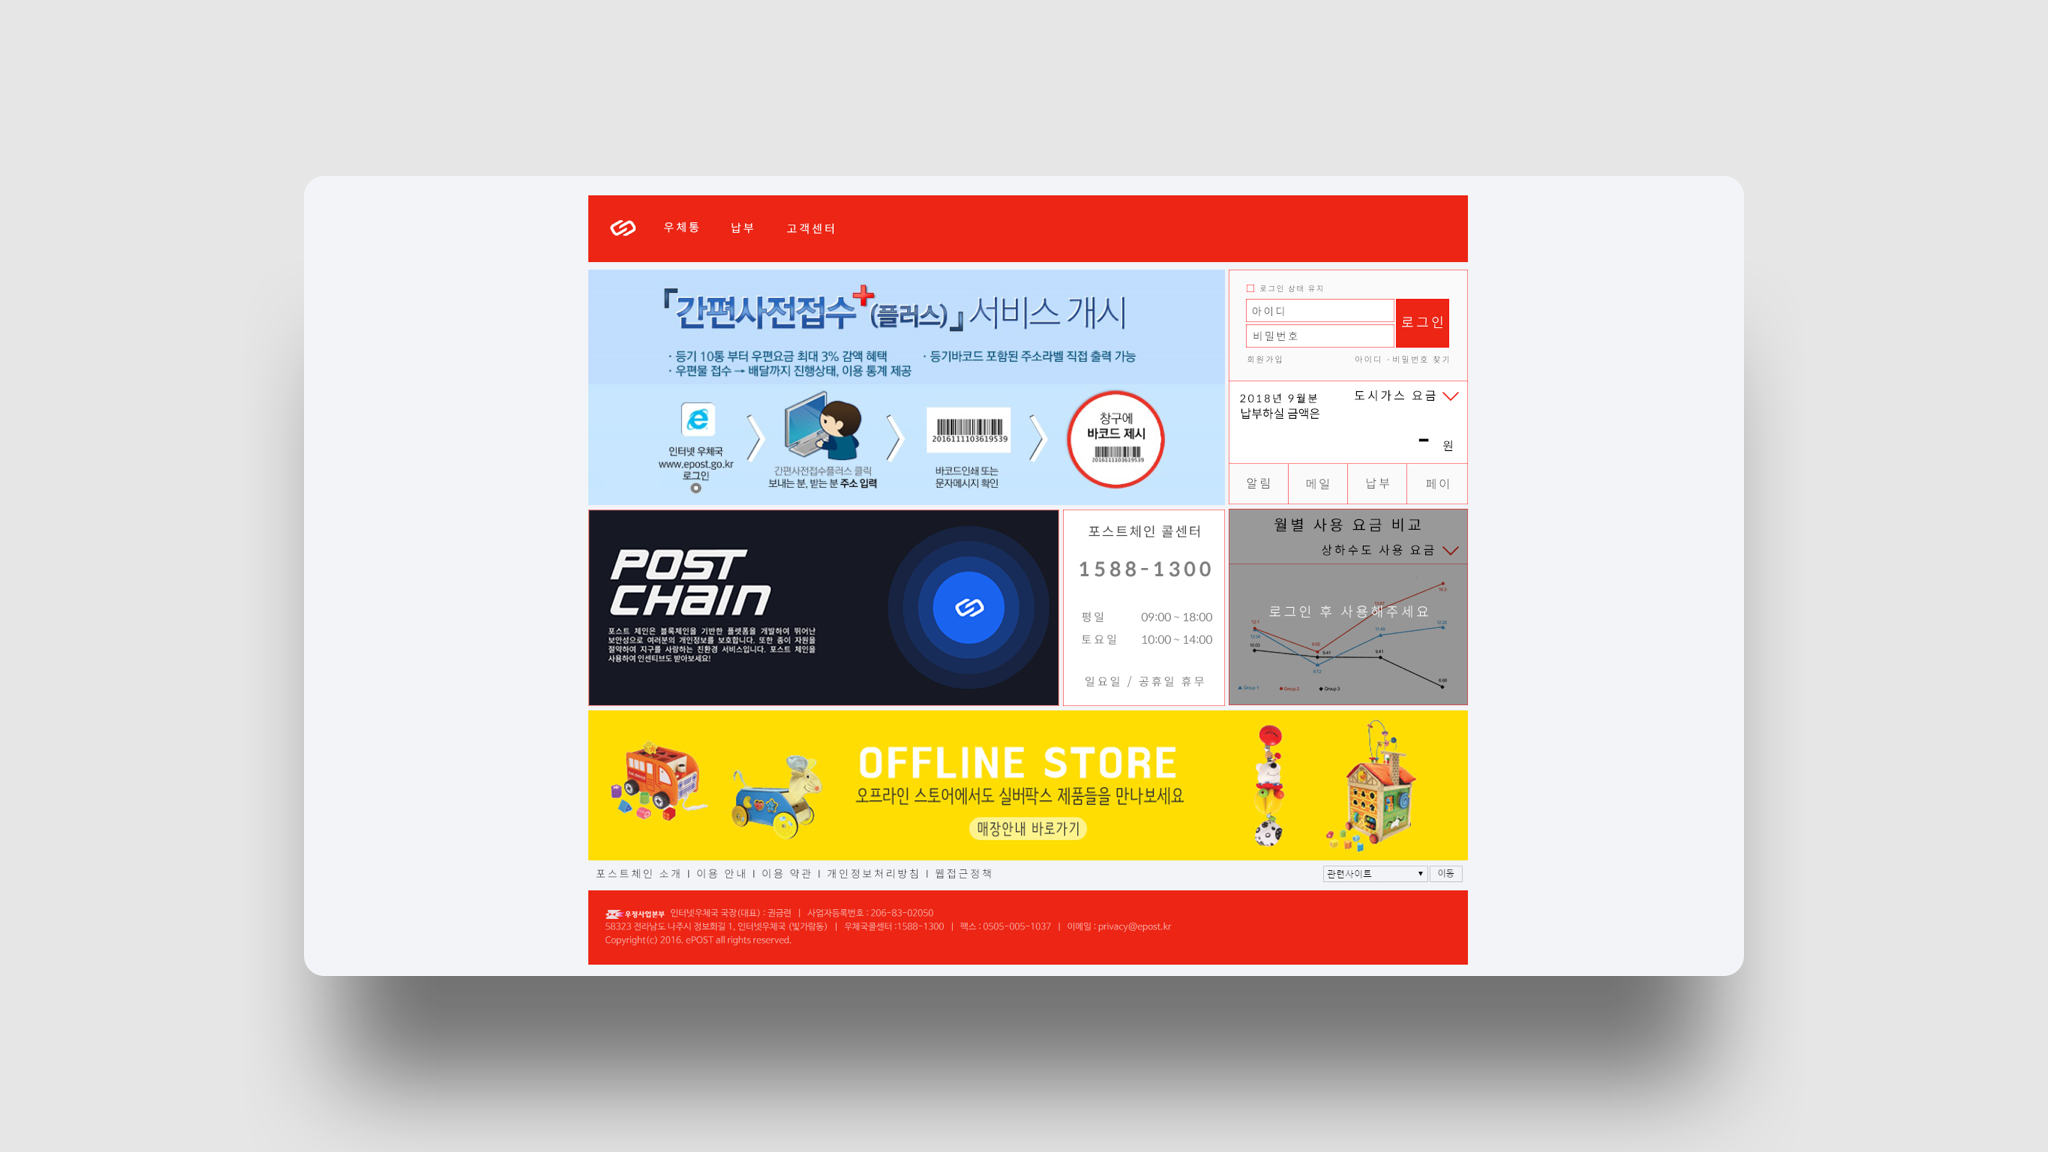 우체통 납부 고객센터
『간편사전접수+(플러스)』서비스 개시
· 등기 10통 부터 우편요금 최대 3% 감액 혜택 · 등기바코드 포함된 주소라벨 직접 출력 가능
· 우편물 접수 → 배달까지 진행상태, 이용 통계 제공
인터넷 우체국
www.epost.go.kr
로그인
간편사전접수플러스 클릭
보내는 분, 받는 분 주소 입력
2016111103619539
바코드인쇄 또는
문자메시지 확인
창구에
바코드 제시
2016111103619539
로그인 상태 유지
아이디
비밀번호
로그인
회원가입 아이디 · 비밀번호 찾기
2018년 9월분 도시가스 요금
납부하실 금액은
- 원
알림 메일 납부 페이
POST
CHAIN
포스트 체인은 블록체인을 기반한 플랫폼을 개발하여 뛰어난
보안성으로 여러분의 개인정보를 보호합니다. 또한 종이 자원을
절약하여 지구를 사랑하는 친환경 서비스입니다. 포스트 체인을
사용하여 인센티브도 받아보세요!
포스트체인 콜센터
1588-1300
평일 09:00 ~ 18:00
토요일 10:00 ~ 14:00
일요일 / 공휴일 휴무
월별 사용 요금 비교
상하수도 사용 요금
로그인 후 사용해주세요
Group 1 Group 2 Group 3
OFFLINE STORE
오프라인 스토어에서도 실버팍스 제품들을 만나보세요
매장안내 바로가기
포스트체인 소개 | 이용 안내 | 이용 약관 | 개인정보처리방침 | 웹접근정책
관련사이트 ▼ 이동
우정사업본부 인터넷우체국 국장(대표) : 권금련 | 사업자등록번호 : 206-83-02050
58323 전라남도 나주시 정보화길 1, 인터넷우체국 (빛가람동) | 우체국콜센터 :1588-1300 | 팩스 : 0505-005-1037 | 이메일 : privacy@epost.kr
Copyright(c) 2016. ePOST all rights reserved.